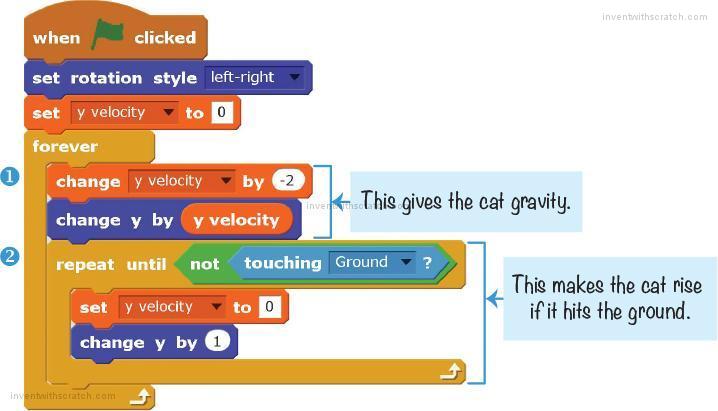 inventwithscratch.com
when clicked
set rotation style left-right
set y velocity to 0
forever
1 change y velocity by -2
change y by y velocity
This gives the cat gravity.
inventwithscratch.com
2 repeat until not touching Ground ?
set y velocity to 0
change y by 1
This makes the cat rise
if it hits the ground.
inventwithscratch.com